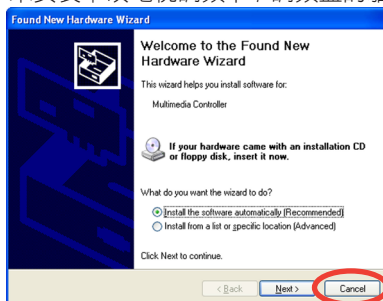 Found New Hardware Wizard
Welcome to the Found New
Hardware Wizard
This wizard helps you install software for:
Multimedia Controller
If your hardware came with an installation CD
or floppy disk, insert it now.
What do you want the wizard to do?
Install the software automatically (Recommended)
Install from a list or specific location (Advanced)
Click Next to continue.
< Back Next > Cancel